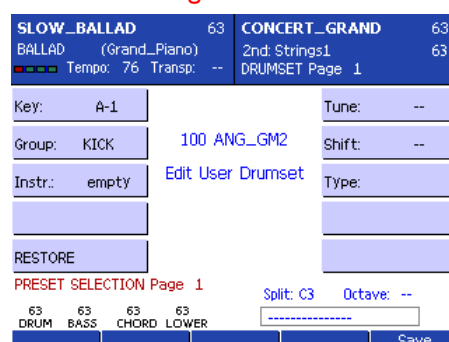 SLOW_BALLAD 63
BALLAD (Grand_Piano)
Tempo: 76 Transp: --
CONCERT_GRAND 63
2nd: Strings1 63
DRUMSET Page 1
Key: A-1
Group: KICK
Instr.: empty
RESTORE
100 ANG_GM2
Edit User Drumset
Tune: --
Shift: --
Type:
PRESET SELECTION Page 1
Split: C3 Octave: --
63 63 63 63
DRUM BASS CHORD LOWER
---------------
Save